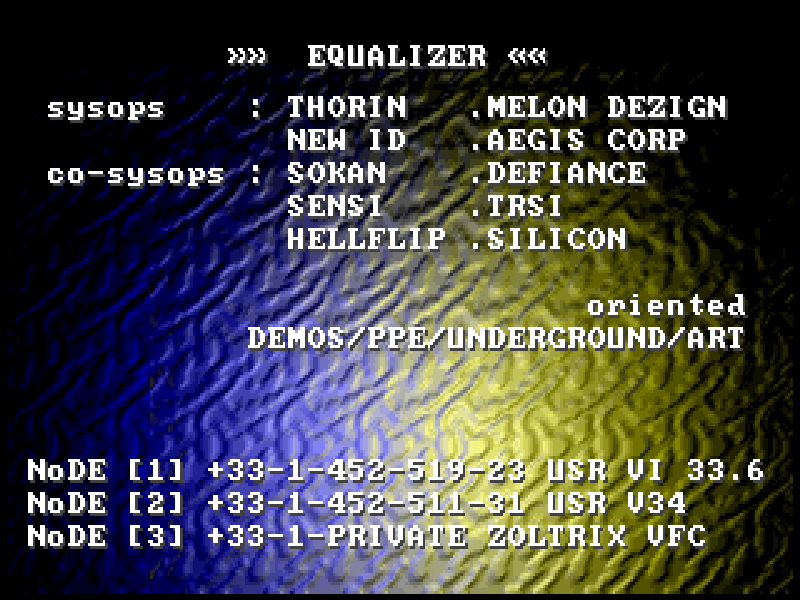 »» EQUALIZER ««
sysops : THORIN .MELON DEZIGN
NEW ID .AEGIS CORP
co-sysops : SOKAN .DEFIANCE
SENSI .TRSI
HELLFLIP .SILICON
oriented
DEMOS/PPE/UNDERGROUND/ART
NoDE [1] +33-1-452-519-23 USR VI 33.6
NoDE [2] +33-1-452-511-31 USR V34
NoDE [3] +33-1-PRIVATE ZOLTRIX VFC